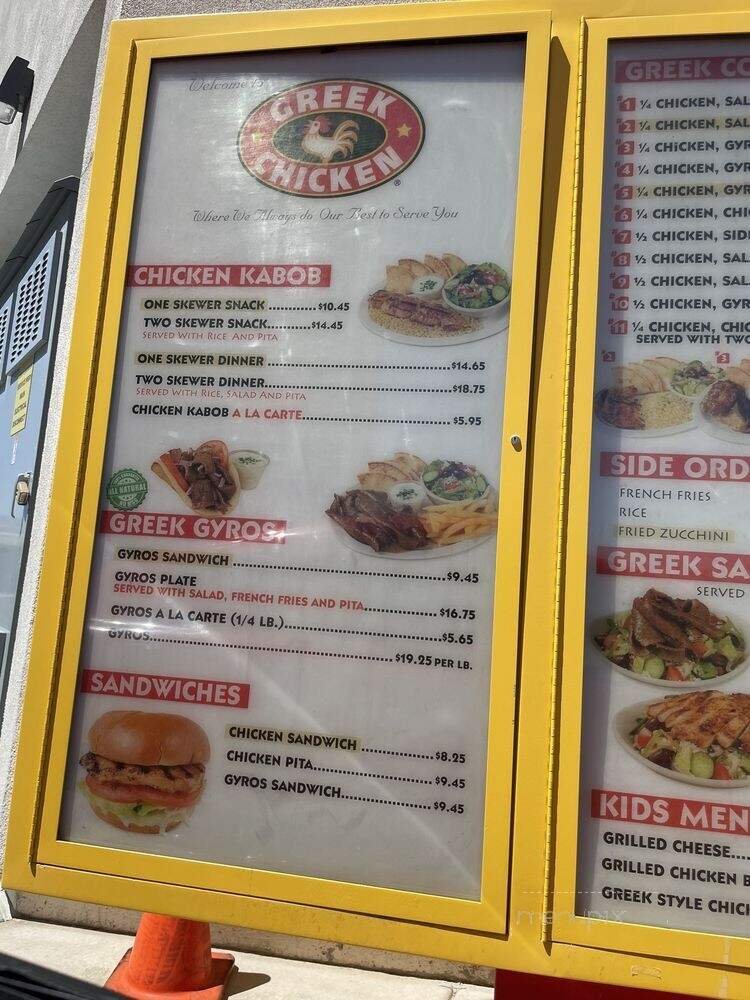 Welcome to
GREEK
CHICKEN
®
Where We Always do Our Best to Serve You
CHICKEN KABOB
ONE SKEWER SNACK ............ $10.45
TWO SKEWER SNACK............ $14.45
SERVED WITH RICE AND PITA
ONE SKEWER DINNER ............ $14.65
TWO SKEWER DINNER............ $18.75
SERVED WITH RICE, SALAD AND PITA
CHICKEN KABOB A LA CARTE............ $5.95
ALL NATURAL
GREEK GYROS
GYROS SANDWICH ............ $9.45
GYROS PLATE
SERVED WITH SALAD, FRENCH FRIES AND PITA............ $16.75
GYROS A LA CARTE (1/4 LB.)............ $5.65
GYROS............ $19.25 PER LB.
SANDWICHES
CHICKEN SANDWICH ............ $8.25
CHICKEN PITA............ $9.45
GYROS SANDWICH............ $9.45
GREEK CO
#1 ¼ CHICKEN, SAL
#2 ¼ CHICKEN, SAL
#3 ¼ CHICKEN, GYR
#4 ¼ CHICKEN, GYR
#5 ¼ CHICKEN, GYR
#6 ¼ CHICKEN, CHI
#7 ½ CHICKEN, SIDE
#8 ½ CHICKEN, SAL
#9 ½ CHICKEN, SAL
#10 ½ CHICKEN, GYR
#11 ¼ CHICKEN, CHIC
SERVED WITH TWO
#2 #3
SIDE ORD
FRENCH FRIES
RICE
FRIED ZUCCHINI
GREEK SA
SERVED
KIDS MEN
GRILLED CHEESE....
GRILLED CHICKEN B
GREEK STYLE CHIC
menupix